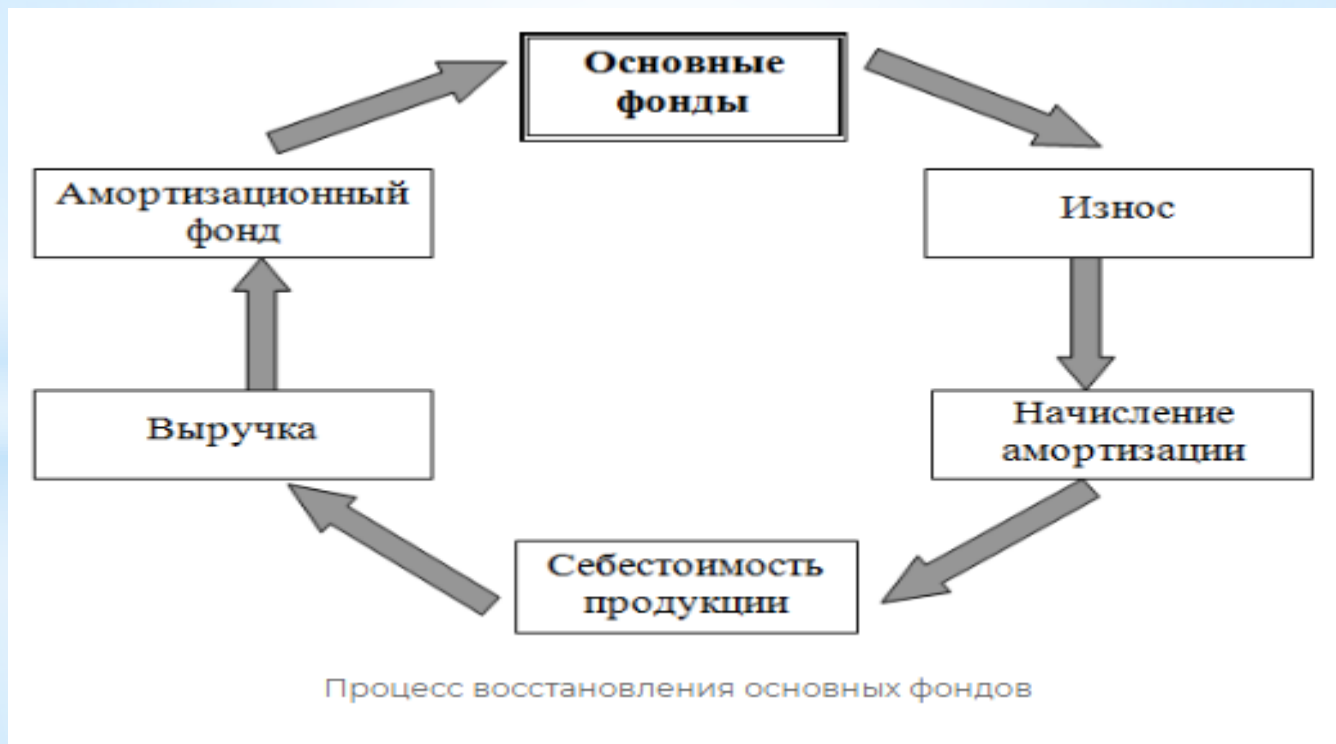 Основные
фонды
Износ
Начисление
амортизации
Себестоимость
продукции
Выручка
Амортизационный
фонд
Процесс восстановления основных фондов